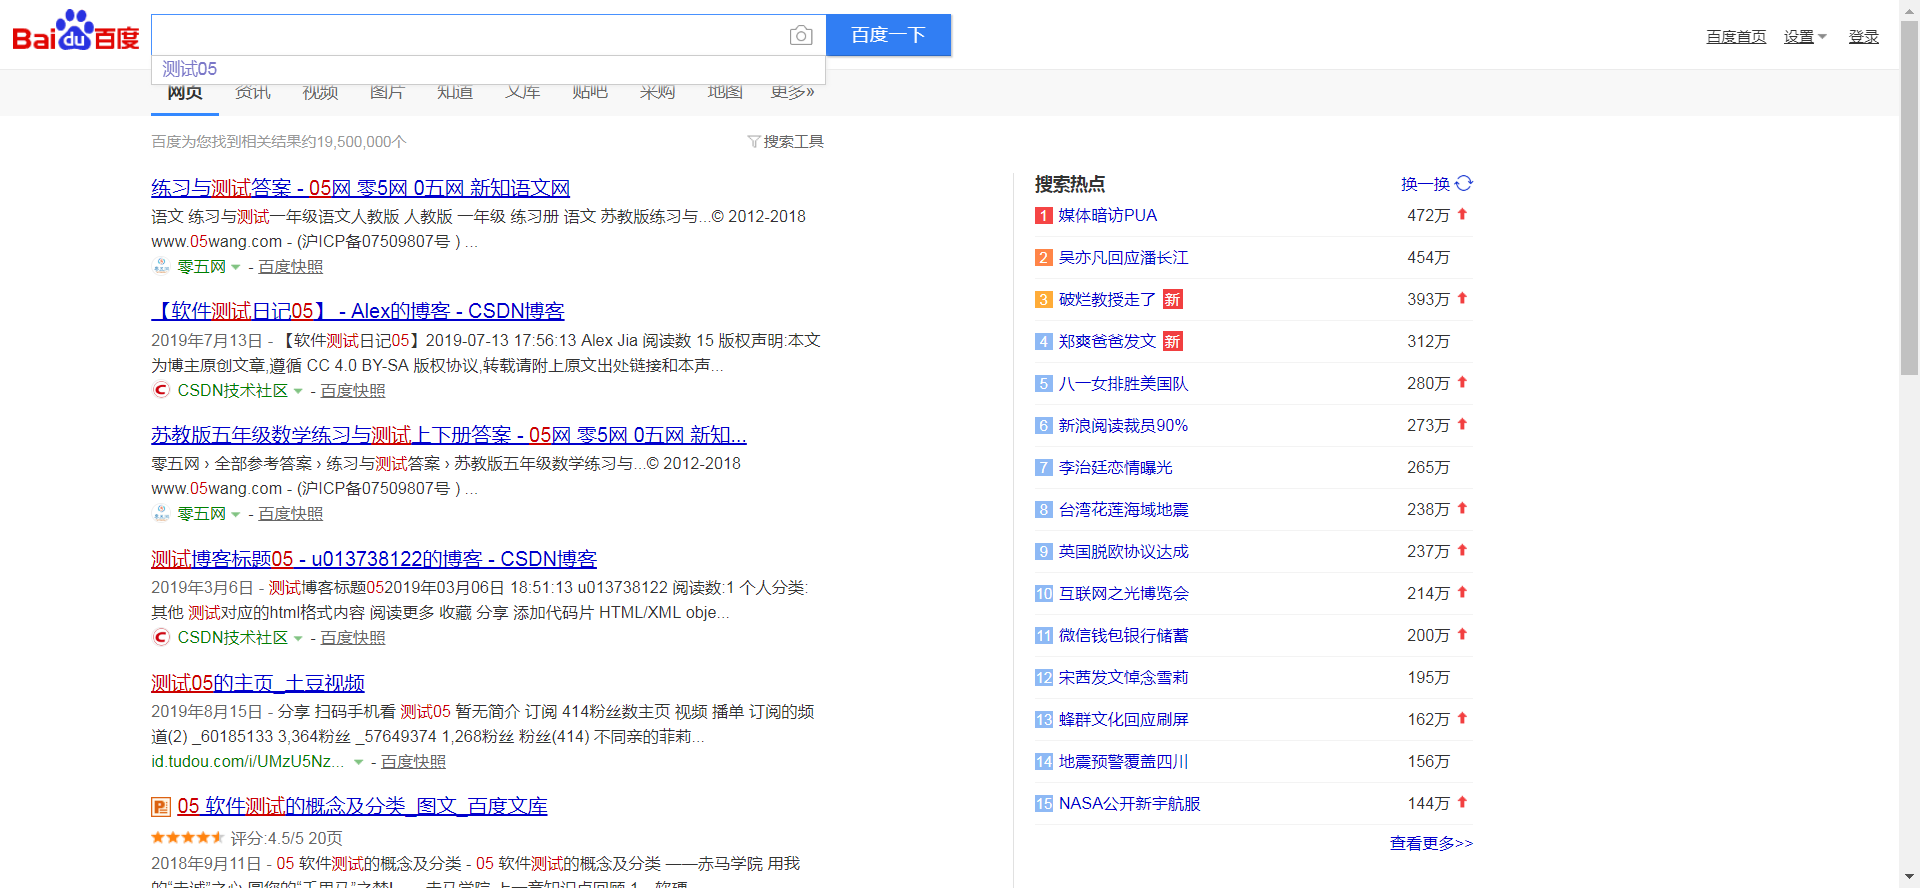 Bai du 百度
百度一下
百度首页 设置 登录
测试05
网页 资讯 视频 图片 知道 文库 贴吧 采购 地图 更多»
百度为您找到相关结果约19,500,000个
搜索工具
练习与测试答案 - 05网 零5网 0五网 新知语文网
语文 练习与测试一年级语文人教版 人教版 一年级 练习册 语文 苏教版练习与...© 2012-2018
www.05wang.com - (沪ICP备07509807号 ) ...
零五网 - 百度快照
【软件测试日记05】 - Alex的博客 - CSDN博客
2019年7月13日 - 【软件测试日记05】2019-07-13 17:56:13 Alex Jia 阅读数 15 版权声明:本文
为博主原创文章,遵循 CC 4.0 BY-SA 版权协议,转载请附上原文出处链接和本声...
CSDN技术社区 - 百度快照
苏教版五年级数学练习与测试上下册答案 - 05网 零5网 0五网 新知...
零五网 › 全部参考答案 › 练习与测试答案 › 苏教版五年级数学练习与...© 2012-2018
www.05wang.com - (沪ICP备07509807号 ) ...
零五网 - 百度快照
测试博客标题05 - u013738122的博客 - CSDN博客
2019年3月6日 - 测试博客标题052019年03月06日 18:51:13 u013738122 阅读数:1 个人分类:
其他 测试对应的html格式内容 阅读更多 收藏 分享 添加代码片 HTML/XML obje...
CSDN技术社区 - 百度快照
测试05的主页_土豆视频
2019年8月15日 - 分享 扫码手机看 测试05 暂无简介 订阅 414粉丝数主页 视频 播单 订阅的频
道(2) _60185133 3,364粉丝 _57649374 1,268粉丝 粉丝(414) 不同亲的菲莉...
id.tudou.com/i/UMzU5Nz... - 百度快照
05 软件测试的概念及分类_图文_百度文库
评分:4.5/5 20页
2018年9月11日 - 05 软件测试的概念及分类 - 05 软件测试的概念及分类 ——赤马学院 用我
搜索热点 换一换
1 媒体暗访PUA 472万
2 吴亦凡回应潘长江 454万
3 破烂教授走了 新 393万
4 郑爽爸爸发文 新 312万
5 八一女排胜美国队 280万
6 新浪阅读裁员90% 273万
7 李治廷恋情曝光 265万
8 台湾花莲海域地震 238万
9 英国脱欧协议达成 237万
10 互联网之光博览会 214万
11 微信钱包银行储蓄 200万
12 宋茜发文悼念雪莉 195万
13 蜂群文化回应刷屏 162万
14 地震预警覆盖四川 156万
15 NASA公开新宇航服 144万
查看更多>>